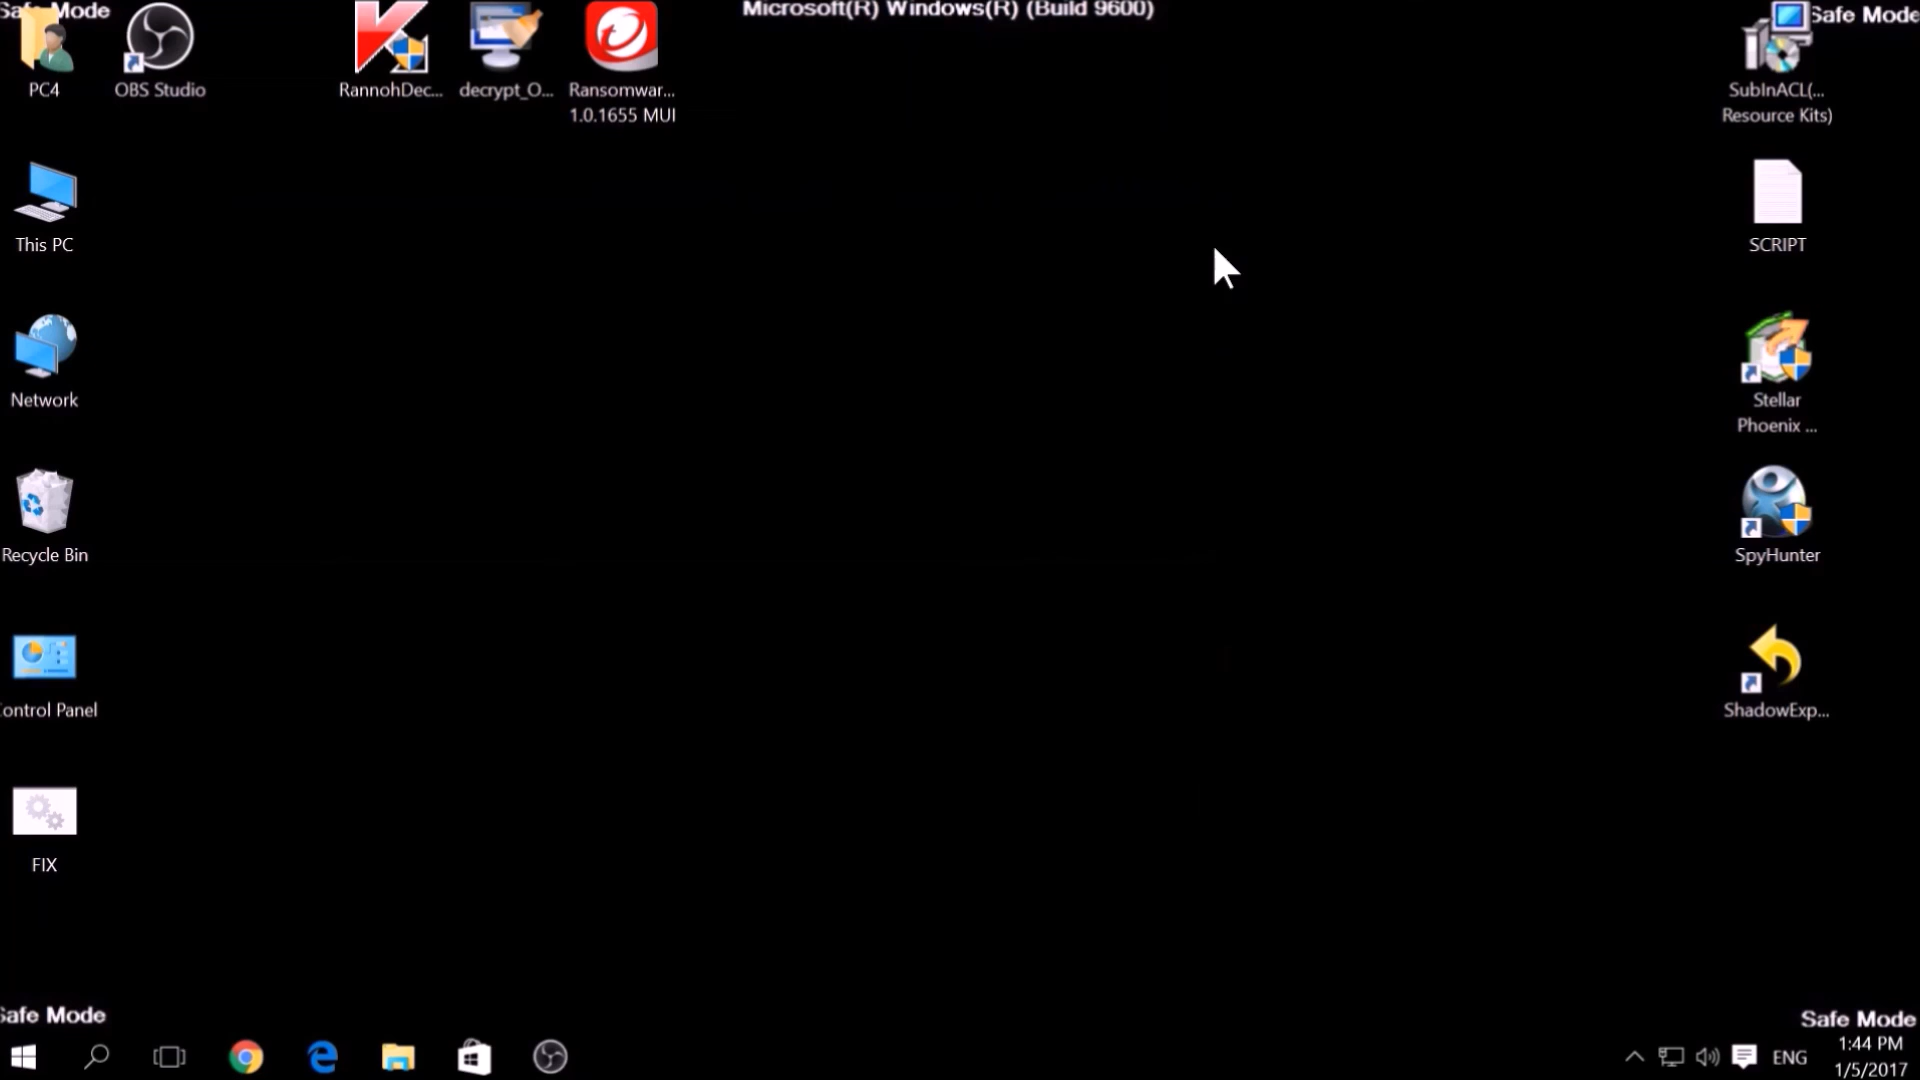 Safe Mode
Microsoft(R) Windows(R) (Build 9600)
Safe Mode
PC4
OBS Studio
RannohDec...
decrypt_O...
Ransomwar...
1.0.1655 MUI
SubInACL(...
Resource Kits)
This PC
SCRIPT
Network
Stellar
Phoenix ...
Recycle Bin
SpyHunter
ontrol Panel
ShadowExp...
FIX
Safe Mode
Safe Mode
ENG
1:44 PM
1/5/2017